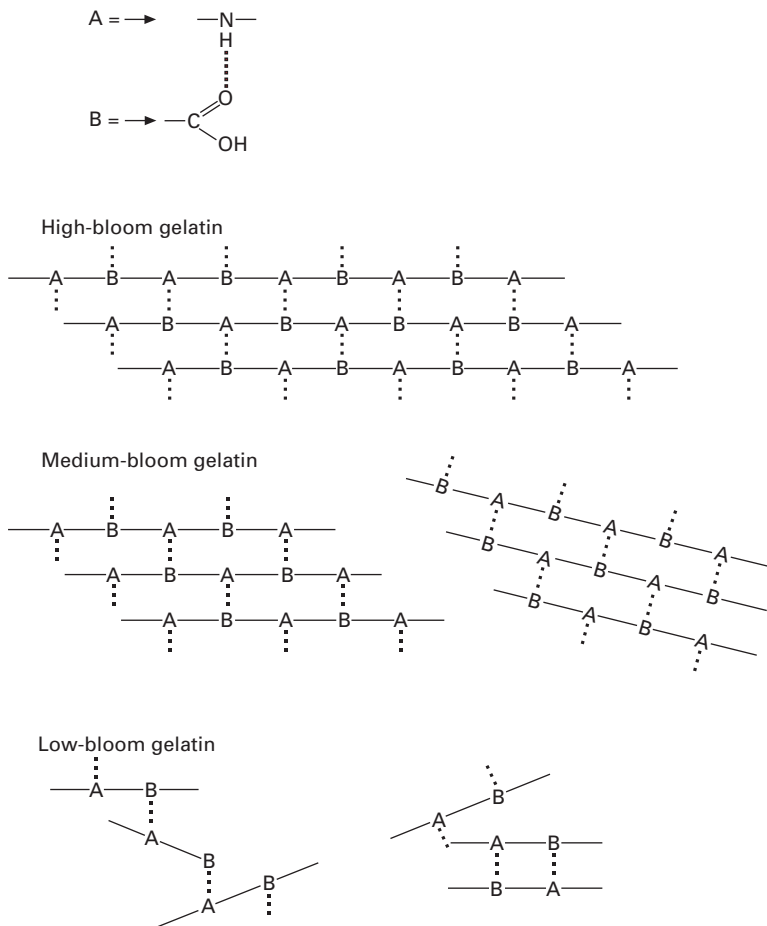 A =
N
H
O
B =
C
OH
High-bloom gelatin
A B A B A B A B A
A B A B A B A B A
A B A B A B A B A
Medium-bloom gelatin
A B A B A
A B A B A
A B A B A
B A B A B A
B A B A B
B A B A
Low-bloom gelatin
A B
A B
A B
A B
A B
B A